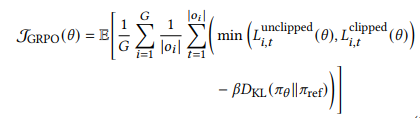 𝒥_GRPO(θ) = 𝔼[ 1/G ∑_{i=1}^{G} 1/|o_i| ∑_{t=1}^{|o_i|} ( min ( L_{i,t}^{unclipped}(θ), L_{i,t}^{clipped}(θ) )
− βD_KL(π_θ‖π_ref) ) ]